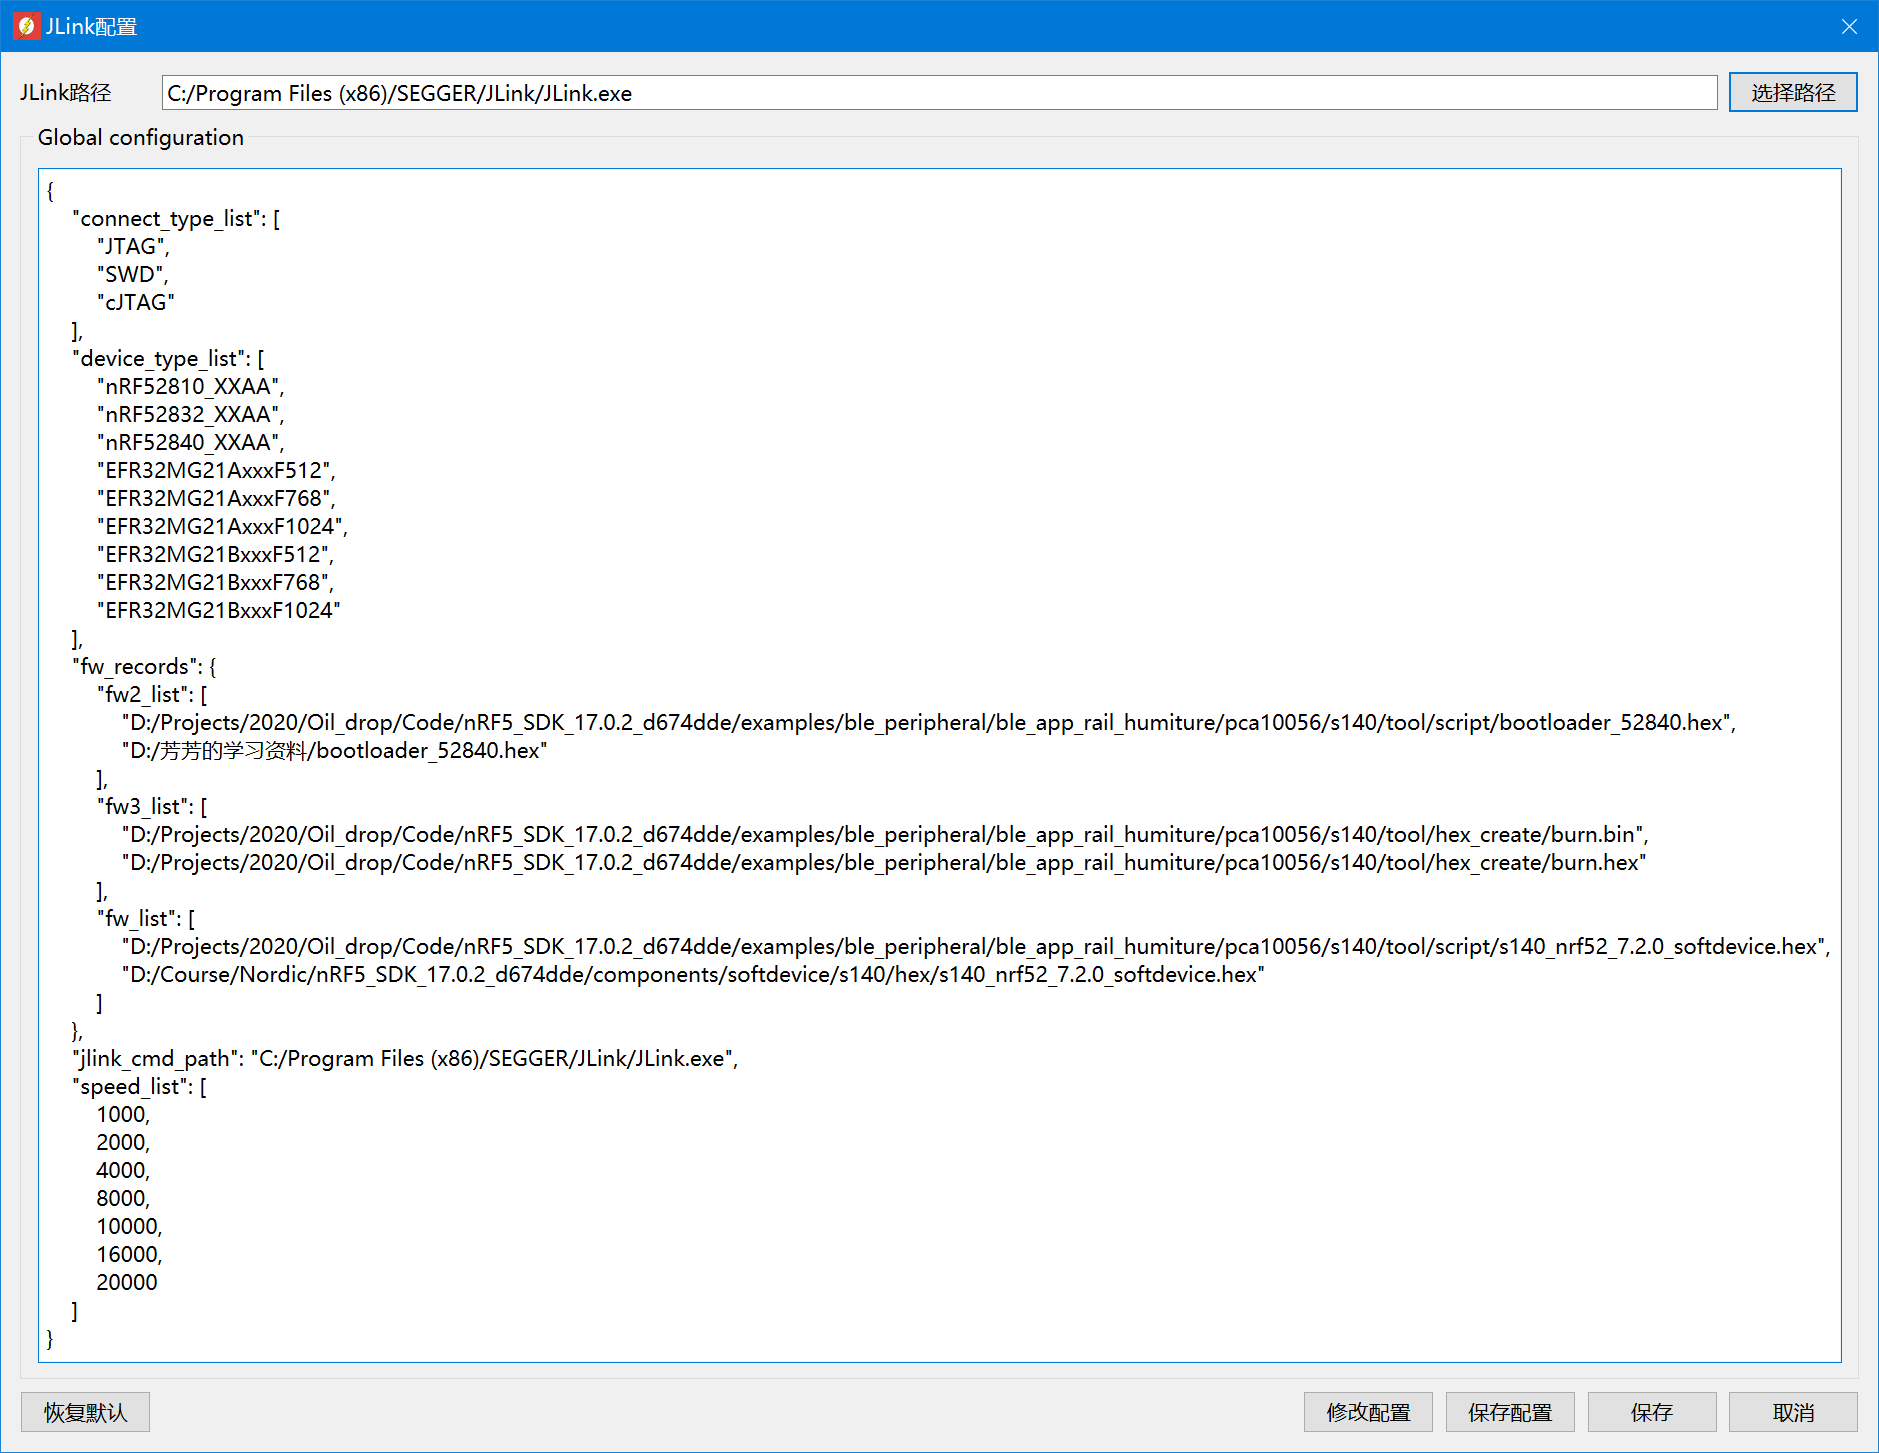 JLink配置
JLink路径 C:/Program Files (x86)/SEGGER/JLink/JLink.exe 选择路径
Global configuration
{
"connect_type_list": [
"JTAG",
"SWD",
"cJTAG"
],
"device_type_list": [
"nRF52810_XXAA",
"nRF52832_XXAA",
"nRF52840_XXAA",
"EFR32MG21AxxxF512",
"EFR32MG21AxxxF768",
"EFR32MG21AxxxF1024",
"EFR32MG21BxxxF512",
"EFR32MG21BxxxF768",
"EFR32MG21BxxxF1024"
],
"fw_records": {
"fw2_list": [
"D:/Projects/2020/Oil_drop/Code/nRF5_SDK_17.0.2_d674dde/examples/ble_peripheral/ble_app_rail_humiture/pca10056/s140/tool/script/bootloader_52840.hex",
"D:/芳芳的学习资料/bootloader_52840.hex"
],
"fw3_list": [
"D:/Projects/2020/Oil_drop/Code/nRF5_SDK_17.0.2_d674dde/examples/ble_peripheral/ble_app_rail_humiture/pca10056/s140/tool/hex_create/burn.bin",
"D:/Projects/2020/Oil_drop/Code/nRF5_SDK_17.0.2_d674dde/examples/ble_peripheral/ble_app_rail_humiture/pca10056/s140/tool/hex_create/burn.hex"
],
"fw_list": [
"D:/Projects/2020/Oil_drop/Code/nRF5_SDK_17.0.2_d674dde/examples/ble_peripheral/ble_app_rail_humiture/pca10056/s140/tool/script/s140_nrf52_7.2.0_softdevice.hex",
"D:/Course/Nordic/nRF5_SDK_17.0.2_d674dde/components/softdevice/s140/hex/s140_nrf52_7.2.0_softdevice.hex"
]
},
"jlink_cmd_path": "C:/Program Files (x86)/SEGGER/JLink/JLink.exe",
"speed_list": [
1000,
2000,
4000,
8000,
10000,
16000,
20000
]
}
恢复默认 修改配置 保存配置 保存 取消